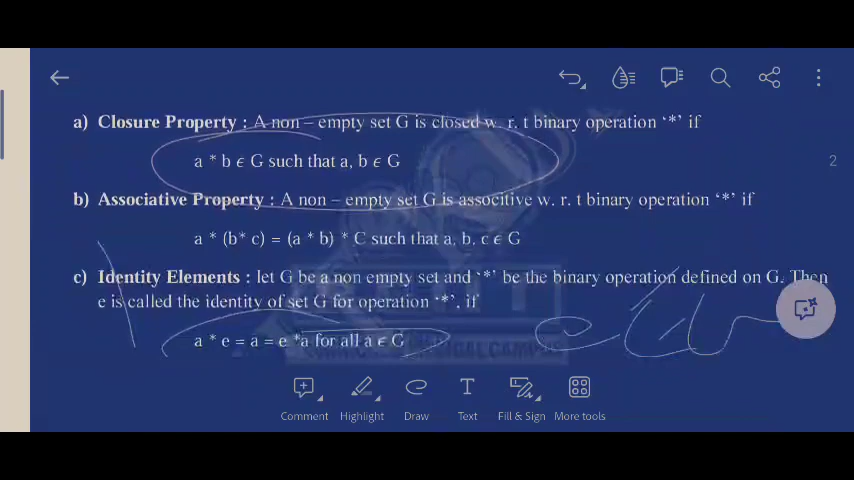 a) Closure Property : A non – empty set G is closed w. r. t binary operation ‘*’ if
a * b ϵ G such that a, b ϵ G
2
b) Associative Property : A non – empty set G is associtive w. r. t binary operation ‘*’ if
a * (b* c) = (a * b) * C such that a, b. c ϵ G
c) Identity Elements : let G be a non empty set and ‘*’ be the binary operation defined on G. Then
e is called the identity of set G for operation ‘*’, if
a * e = a = e *a for all a ϵ G
Comment Highlight Draw Text Fill & Sign More tools